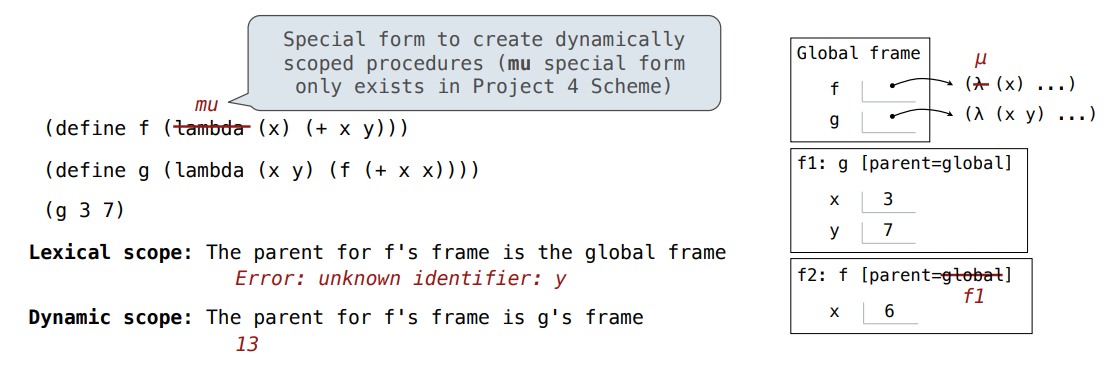 Special form to create dynamically
scoped procedures (mu special form
only exists in Project 4 Scheme)
mu
(define f (lambda (x) (+ x y)))
(define g (lambda (x y) (f (+ x x))))
(g 3 7)
Lexical scope: The parent for f's frame is the global frame
Error: unknown identifier: y
Dynamic scope: The parent for f's frame is g's frame
13
Global frame
μ
f (λ (x) ...)
g (λ (x y) ...)
f1: g [parent=global]
x 3
y 7
f2: f [parent=global]
f1
x 6